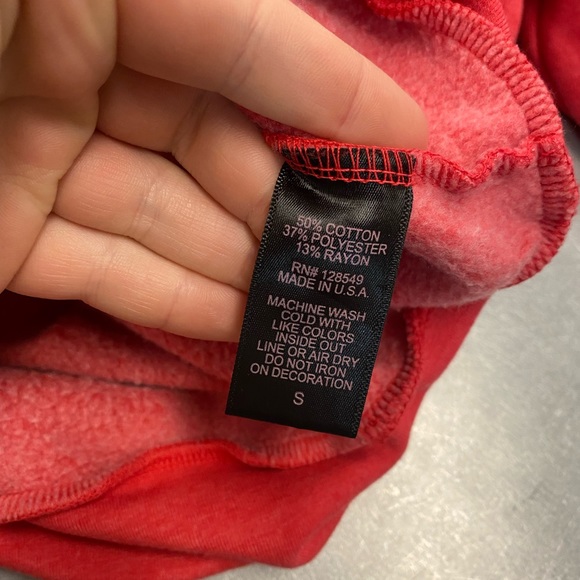 50% COTTON
37% POLYESTER
13% RAYON
RN# 128549
MADE IN U.S.A.
MACHINE WASH
COLD WITH
LIKE COLORS
INSIDE OUT
LINE OR AIR DRY
DO NOT IRON
ON DECORATION
S